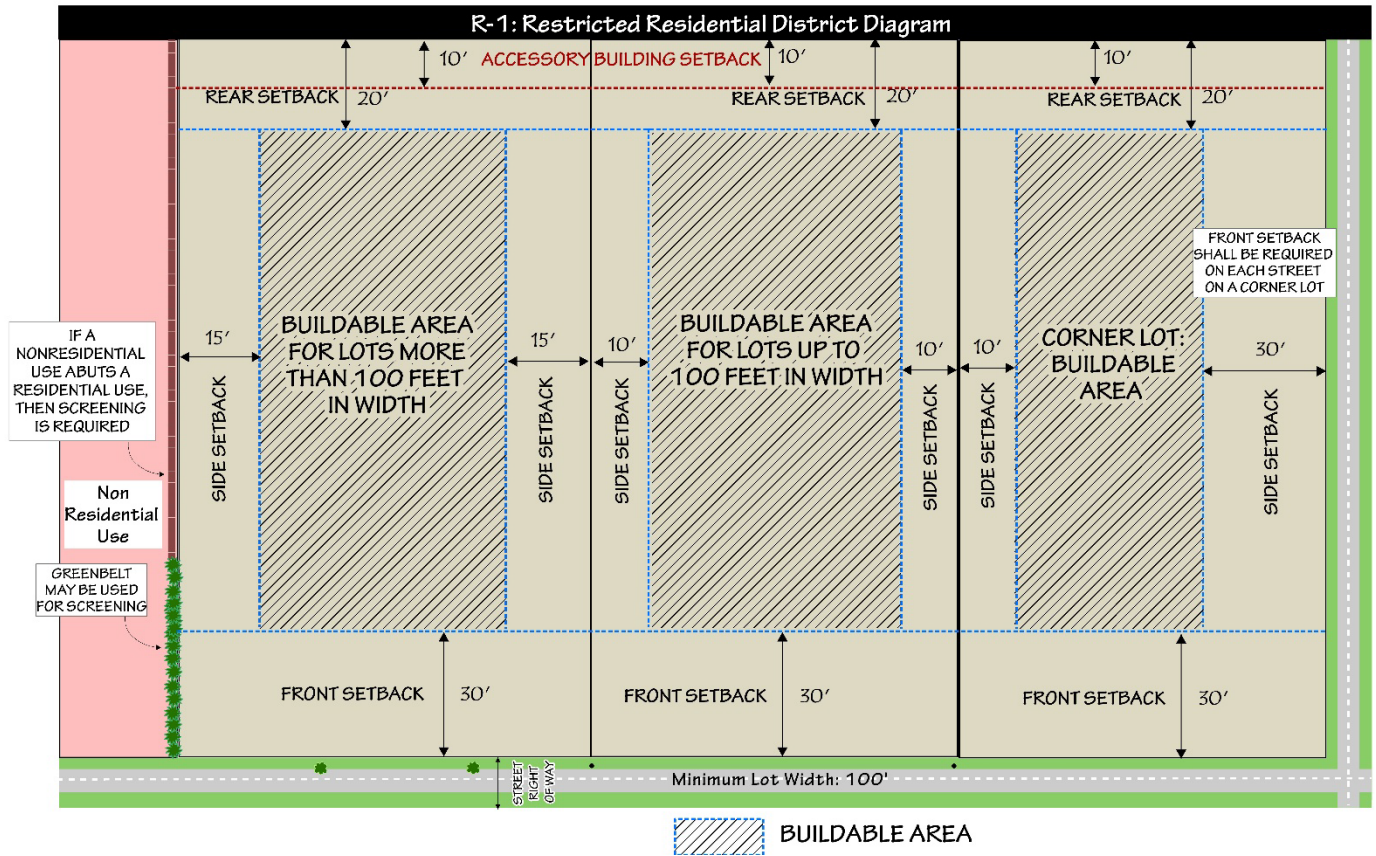 R-1: Restricted Residential District Diagram
10'
ACCESSORY BUILDING SETBACK
10'
10'
REAR SETBACK
20'
REAR SETBACK
20'
REAR SETBACK
20'
FRONT SETBACK
SHALL BE REQUIRED
ON EACH STREET
ON A CORNER LOT
IF A
NONRESIDENTIAL
USE ABUTS A
RESIDENTIAL USE,
THEN SCREENING
IS REQUIRED
15'
SIDE SETBACK
BUILDABLE AREA
FOR LOTS MORE
THAN 100 FEET
IN WIDTH
15'
SIDE SETBACK
10'
SIDE SETBACK
BUILDABLE AREA
FOR LOTS UP TO
100 FEET IN WIDTH
10'
SIDE SETBACK
10'
SIDE SETBACK
CORNER LOT:
BUILDABLE
AREA
30'
SIDE SETBACK
Non
Residential
Use
GREENBELT
MAY BE USED
FOR SCREENING
FRONT SETBACK
30'
FRONT SETBACK
30'
FRONT SETBACK
30'
STREET
RIGHT
OF WAY
Minimum Lot Width: 100'
BUILDABLE AREA